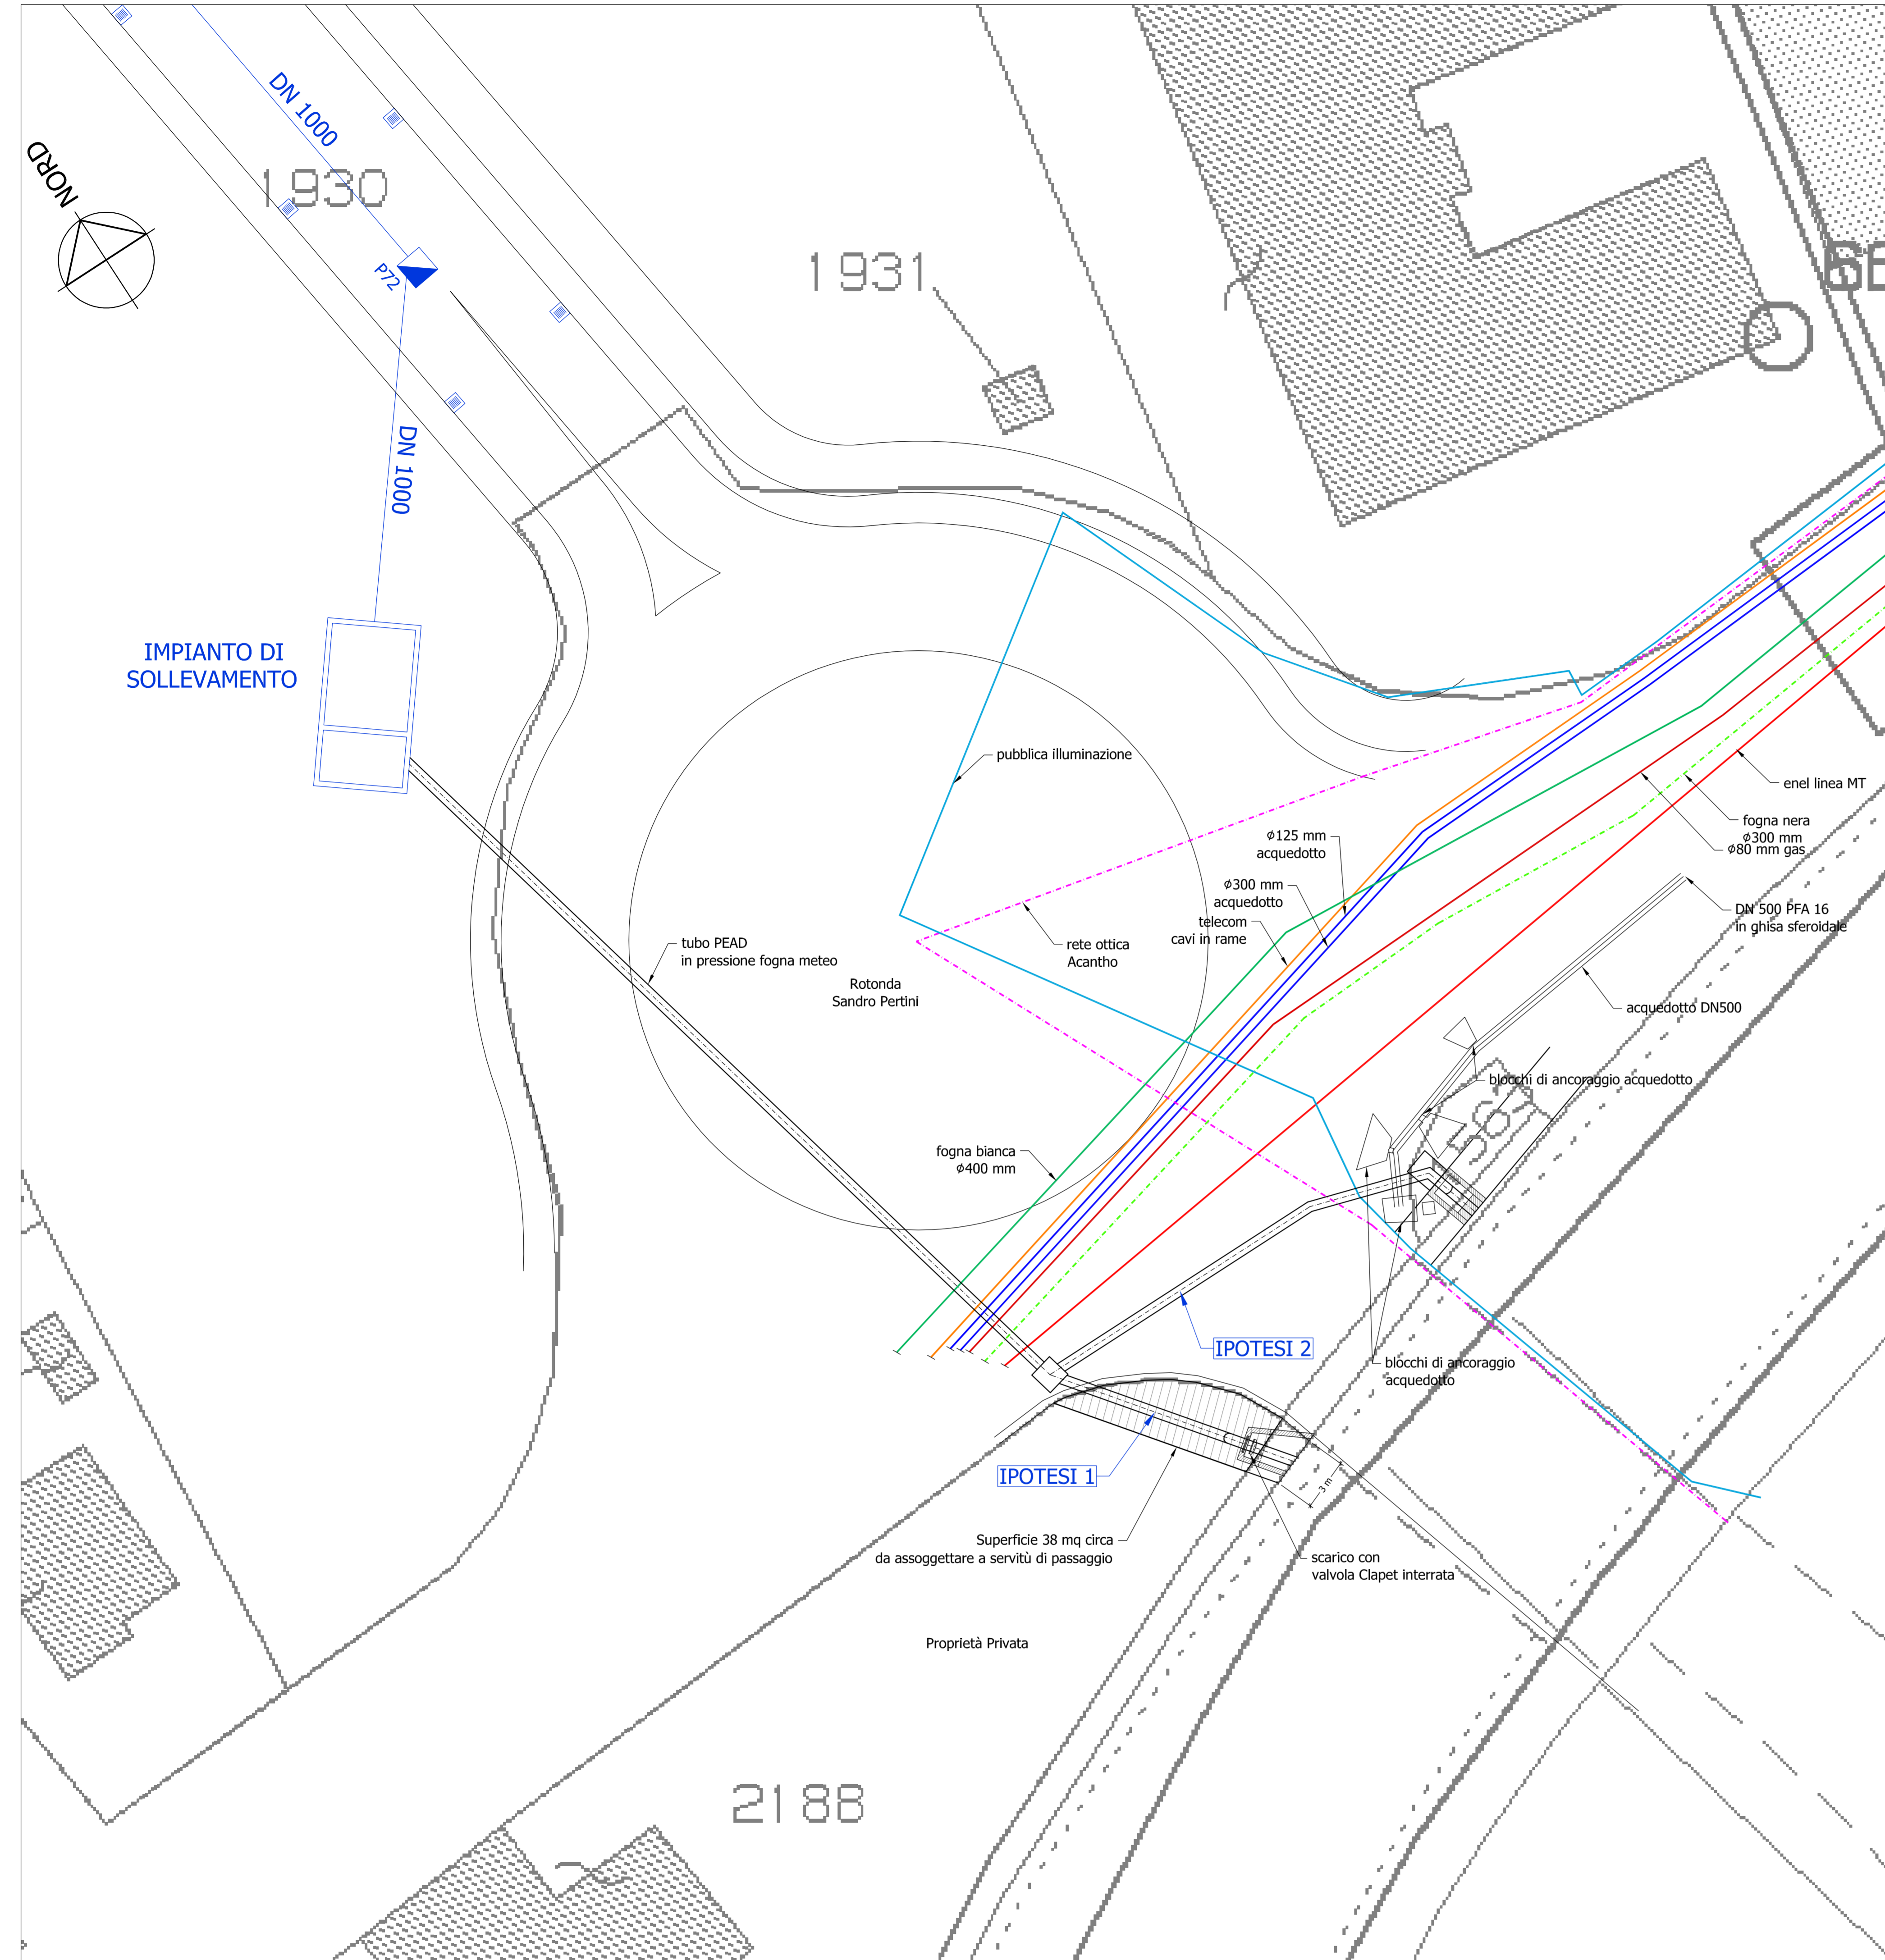 DN 1000
NORD
1930
P72
1931
DN 1000
IMPIANTO DI
SOLLEVAMENTO
pubblica illuminazione
enel linea MT
fogna nera
ϕ300 mm
ϕ80 mm gas
ϕ125 mm
acquedotto
ϕ300 mm
acquedotto
telecom
cavi in rame
DN 500 PFA 16
in ghisa sferoidale
tubo PEAD
in pressione fogna meteo
rete ottica
Acantho
Rotonda
Sandro Pertini
acquedotto DN500
blocchi di ancoraggio acquedotto
567
fogna bianca
ϕ400 mm
IPOTESI 2
blocchi di ancoraggio
acquedotto
IPOTESI 1
3 m
Superficie 38 mq circa
da assoggettare a servitù di passaggio
scarico con
valvola Clapet interrata
Proprietà Privata
2188